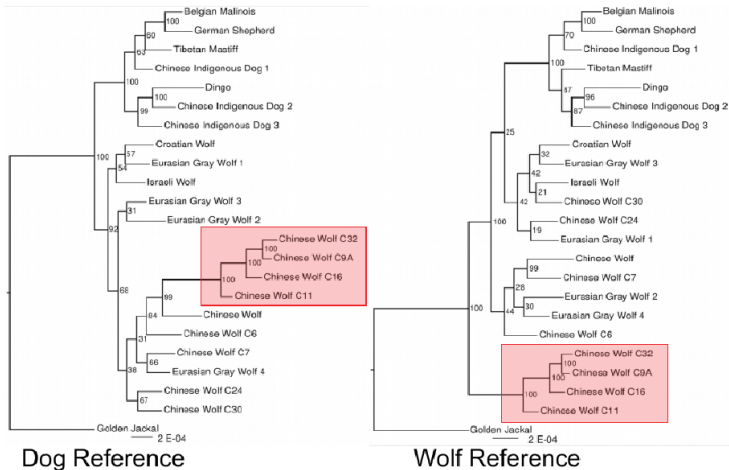 Belgian Malinois
100
German Shepherd
60
Tibetan Mastiff
Chinese Indigenous Dog 1
100
Dingo
100
Chinese Indigenous Dog 2
99
Chinese Indigenous Dog 3
Croatian Wolf
57
100
Eurasian Gray Wolf 1
54
Israeli Wolf
Eurasian Gray Wolf 3
31
Eurasian Gray Wolf 2
92
Chinese Wolf C32
100
Chinese Wolf C9A
100
Chinese Wolf C16
100
68
Chinese Wolf C11
99
Chinese Wolf
84
Chinese Wolf C6
31
Chinese Wolf C7
66
Eurasian Gray Wolf 4
38
Chinese Wolf C24
67
Chinese Wolf C30
Golden Jackal
2 E-04
Dog Reference
Belgian Malinois
100
German Shepherd
70
Chinese Indigenous Dog 1
100
Tibetan Mastiff
87
Dingo
96
Chinese Indigenous Dog 2
87
Chinese Indigenous Dog 3
25
Croatian Wolf
32
Eurasian Gray Wolf 3
42
Israeli Wolf
21
Chinese Wolf C30
42
Chinese Wolf C24
100
19
Eurasian Gray Wolf 1
Chinese Wolf
99
Chinese Wolf C7
28
Eurasian Gray Wolf 2
30
44
Eurasian Gray Wolf 4
100
Chinese Wolf C6
Chinese Wolf C32
100
Chinese Wolf C9A
100
Chinese Wolf C16
100
Chinese Wolf C11
Golden Jackal
2 E-04
Wolf Reference